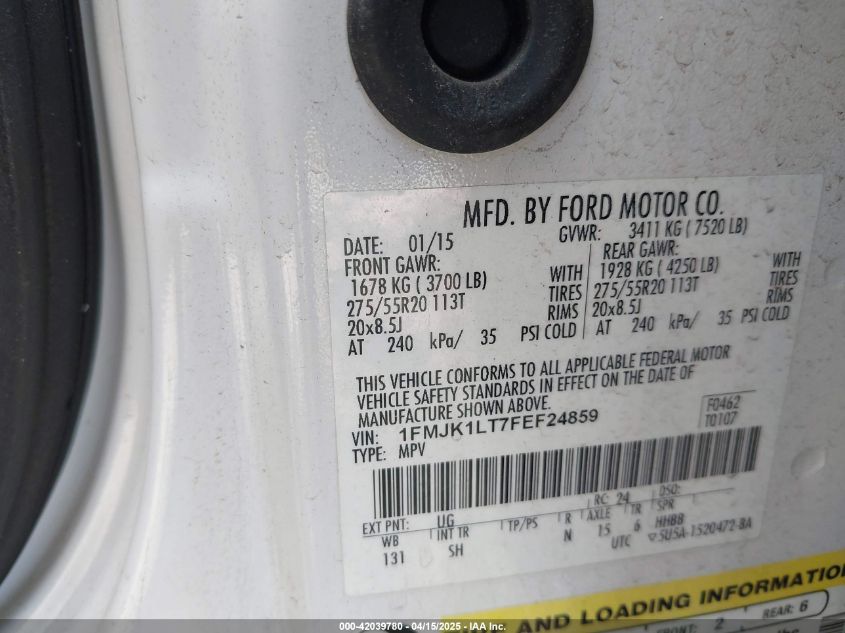 MFD. BY FORD MOTOR CO.
DATE: 01/15 GVWR: 3411 KG ( 7520 LB)
FRONT GAWR: REAR GAWR:
1678 KG ( 3700 LB) WITH 1928 KG ( 4250 LB) WITH
275/55R20 113T TIRES 275/55R20 113T TIRES
20x8.5J RIMS 20x8.5J RIMS
AT 240 kPa/ 35 PSI COLD AT 240 kPa/ 35 PSI COLD
THIS VEHICLE CONFORMS TO ALL APPLICABLE FEDERAL MOTOR
VEHICLE SAFETY STANDARDS IN EFFECT ON THE DATE OF
MANUFACTURE SHOWN ABOVE.
VIN: 1FMJK1LT7FEF24859 F0462
TYPE: MPV T0107
RC: 24 DSO:
EXT PNT: UG
WB INT TR TP/PS R AXLE TR SPR
131 SH N 15 6 HHBB
UTC 5U5A-1520472-BA
AND LOADING INFORMATION
FRONT: 2 REAR: 6
000-42039780 - 04/15/2025 - IAA Inc.